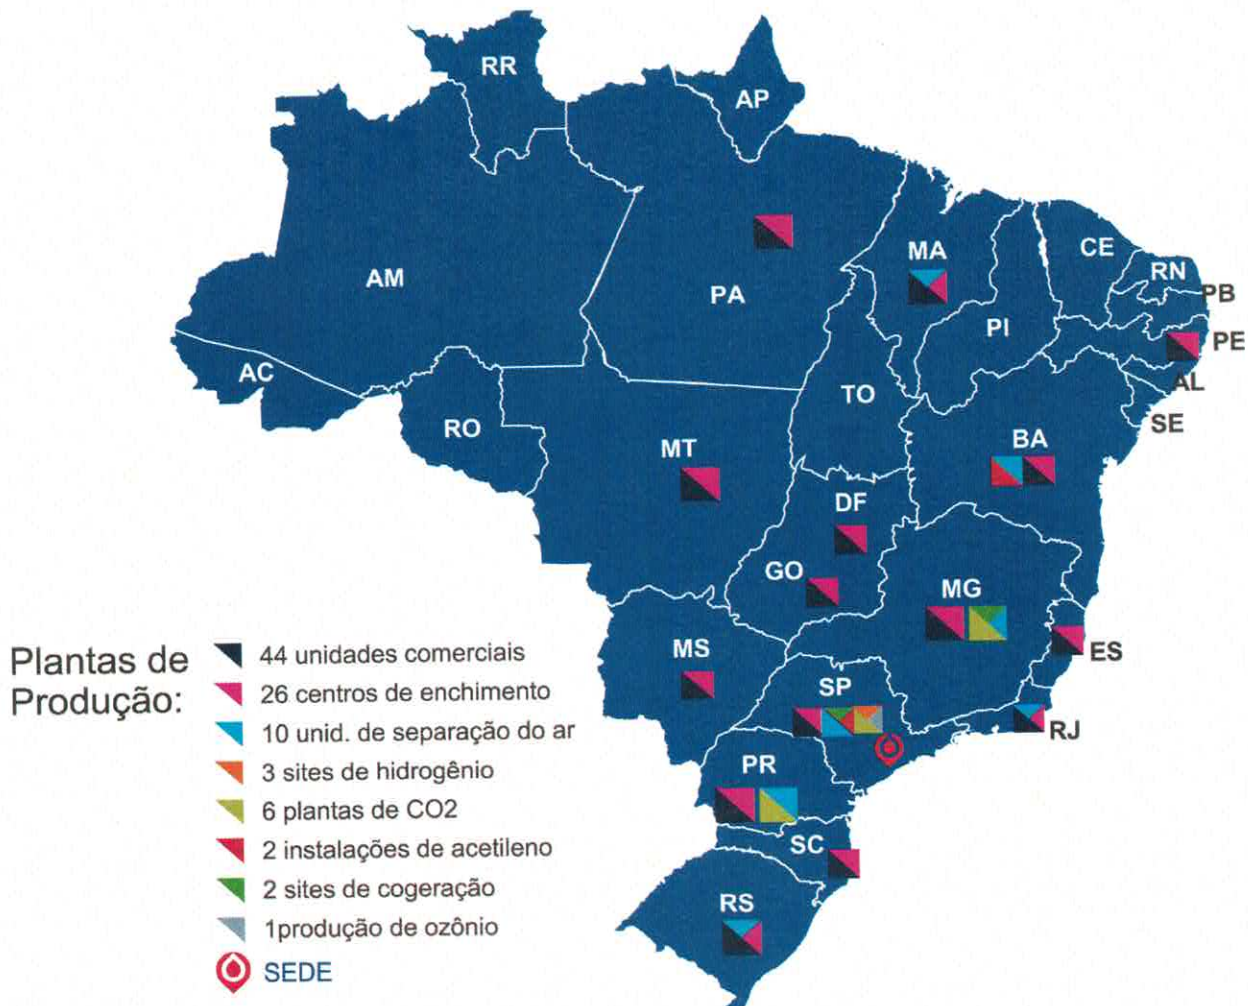 RR
AP
AM
PA
MA
CE
RN
PB
PI
PE
AC
AL
TO
SE
RO
MT
BA
DF
GO
MG
MS
ES
SP
RJ
PR
SC
RS
Plantas de
Produção:
44 unidades comerciais
26 centros de enchimento
10 unid. de separação do ar
3 sites de hidrogênio
6 plantas de CO2
2 instalações de acetileno
2 sites de cogeração
1produção de ozônio
SEDE